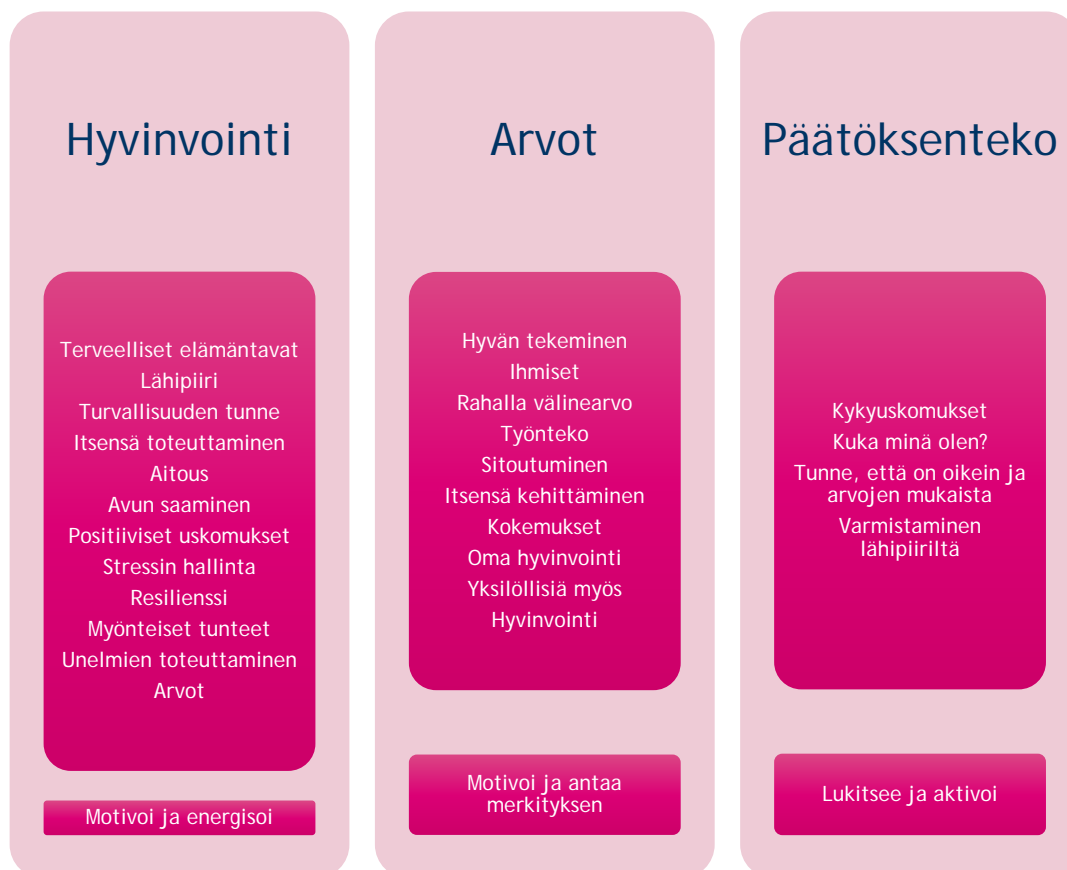 Hyvinvointi
Terveelliset elämäntavat
Lähipiiri
Turvallisuuden tunne
Itsensä toteuttaminen
Aitous
Avun saaminen
Positiiviset uskomukset
Stressin hallinta
Resilienssi
Myönteiset tunteet
Unelmien toteuttaminen
Arvot
Motivoi ja energisoi
Arvot
Hyvän tekeminen
Ihmiset
Rahalla välinearvo
Työnteko
Sitoutuminen
Itsensä kehittäminen
Kokemukset
Oma hyvinvointi
Yksilöllisiä myös
Hyvinvointi
Motivoi ja antaa
merkityksen
Päätöksenteko
Kykyuskomukset
Kuka minä olen?
Tunne, että on oikein ja
arvojen mukaista
Varmistaminen
lähipiiriltä
Lukitsee ja aktivoi